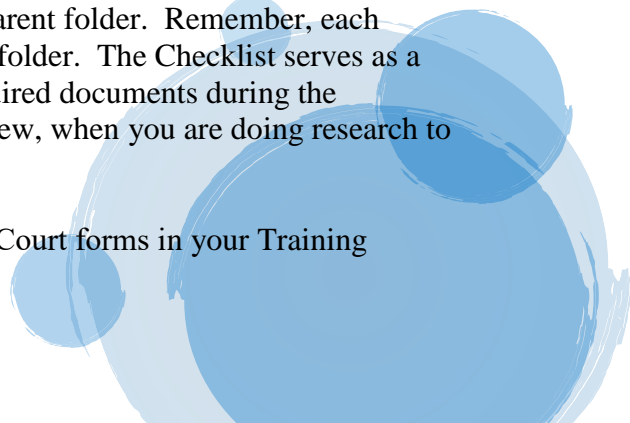 arent folder.  Remember, each
folder.  The Checklist serves as a
uired documents during the
ew, when you are doing research to
Court forms in your Training